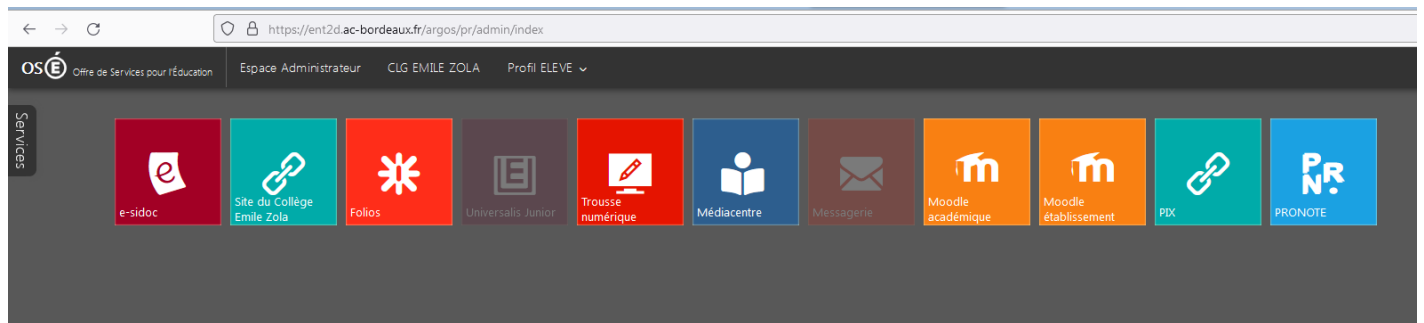 https://ent2d.ac-bordeaux.fr/argos/pr/admin/index
OSÉ Offre de Services pour l'Éducation Espace Administrateur CLG EMILE ZOLA Profil ELEVE
Services
e-sidoc
Site du Collège
Emile Zola
Folios
Universalis Junior
Trousse
numérique
Médiacentre
Messagerie
Moodle
académique
Moodle
établissement
PIX
PRN.
PRONOTE